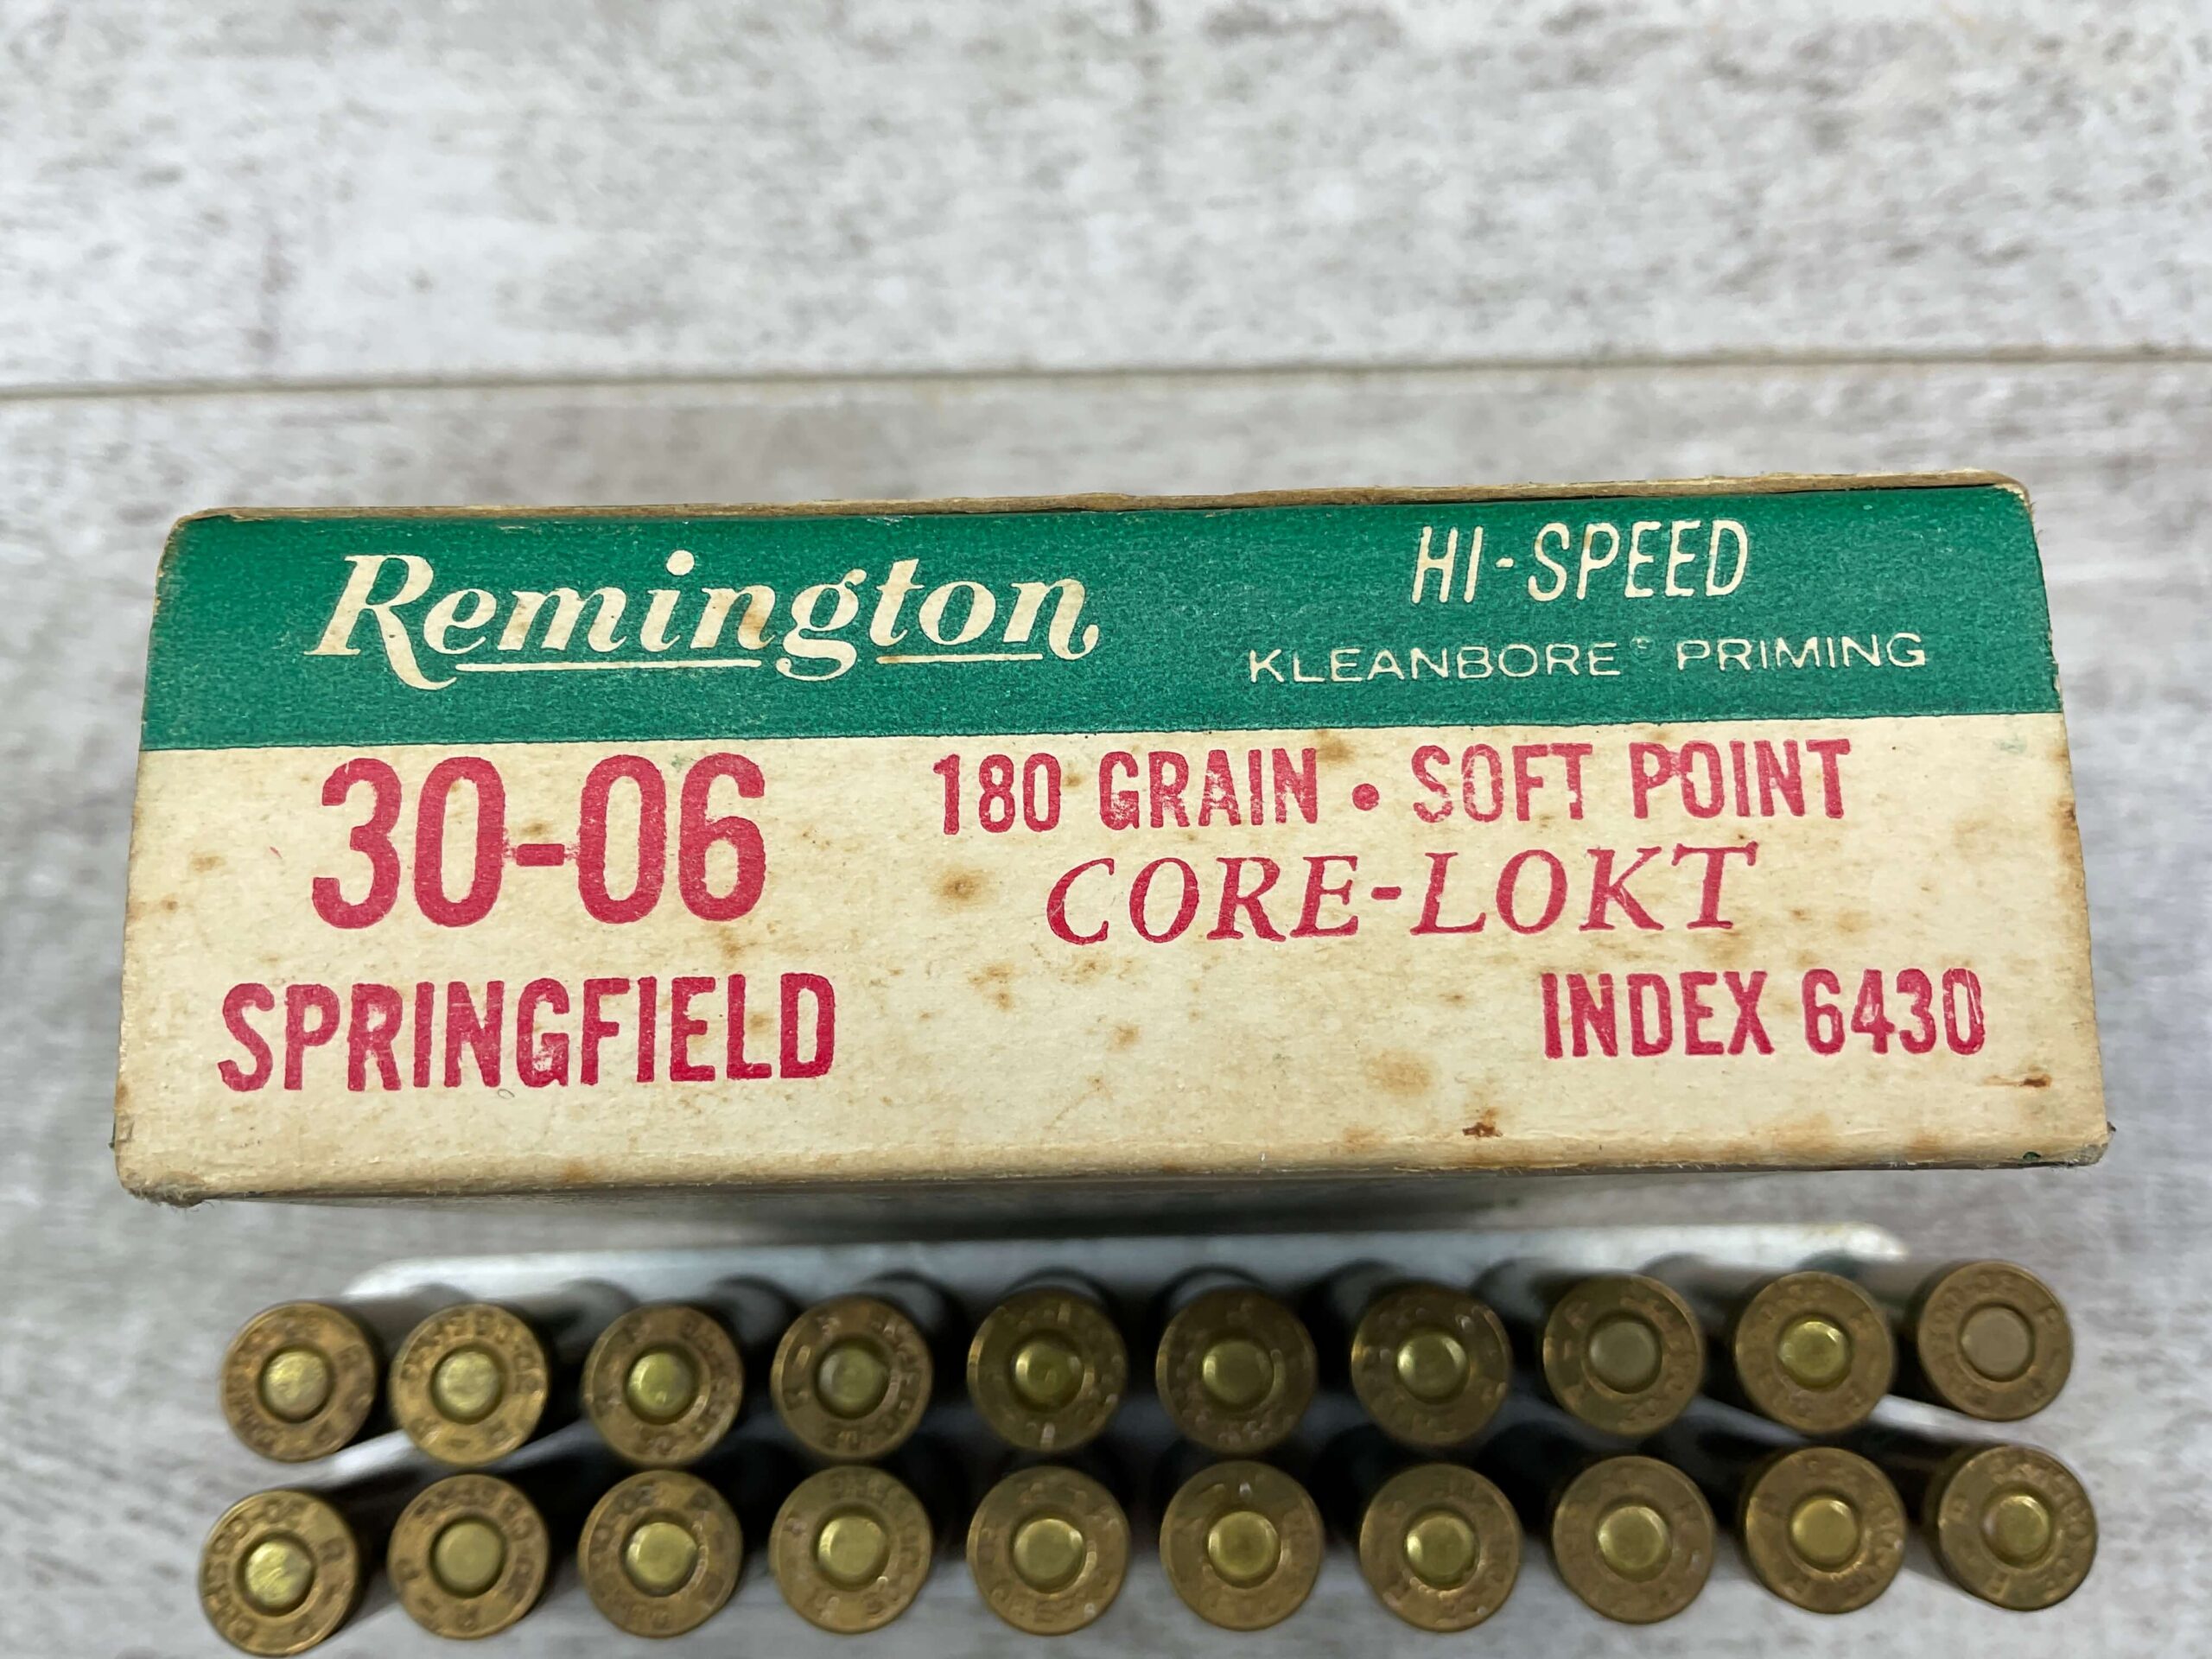 Remington
HI-SPEED
KLEANBORE® PRIMING
30-06
SPRINGFIELD
180 GRAIN • SOFT POINT
CORE-LOKT
INDEX 6430